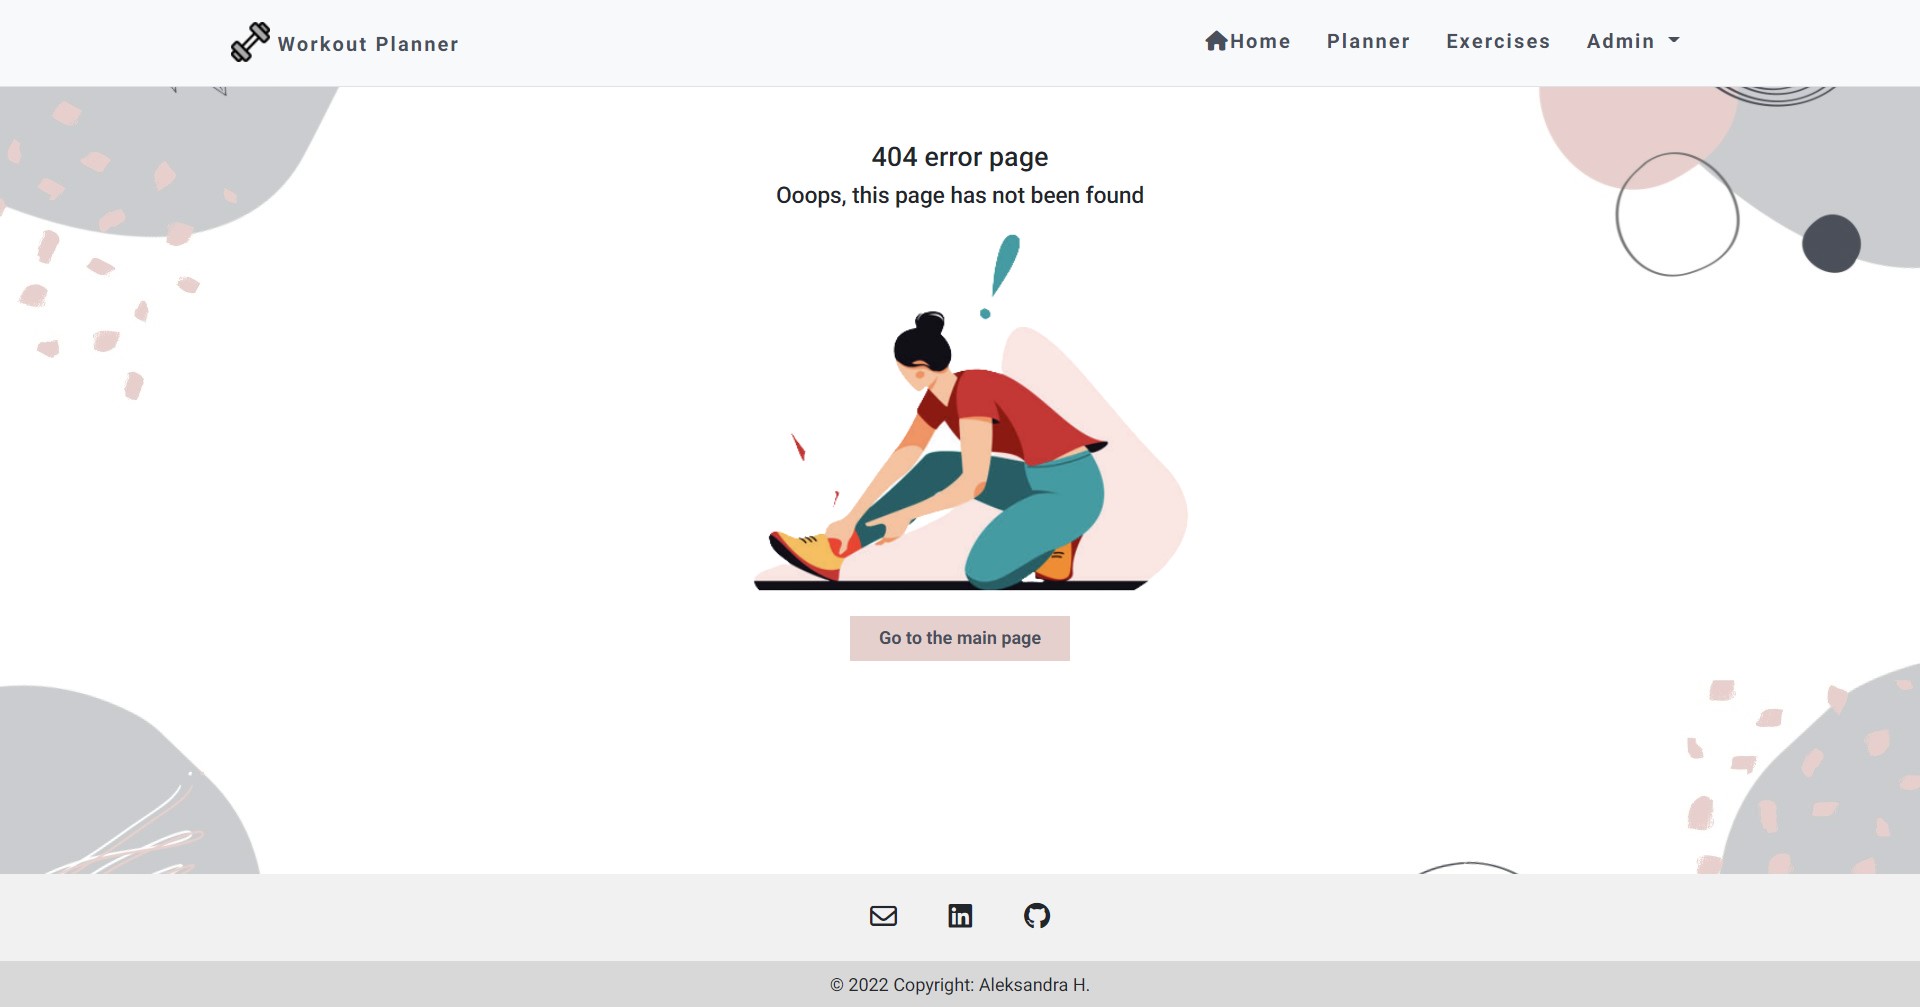 Workout Planner
Home
Planner
Exercises
Admin
404 error page
Ooops, this page has not been found
Go to the main page
© 2022 Copyright: Aleksandra H.